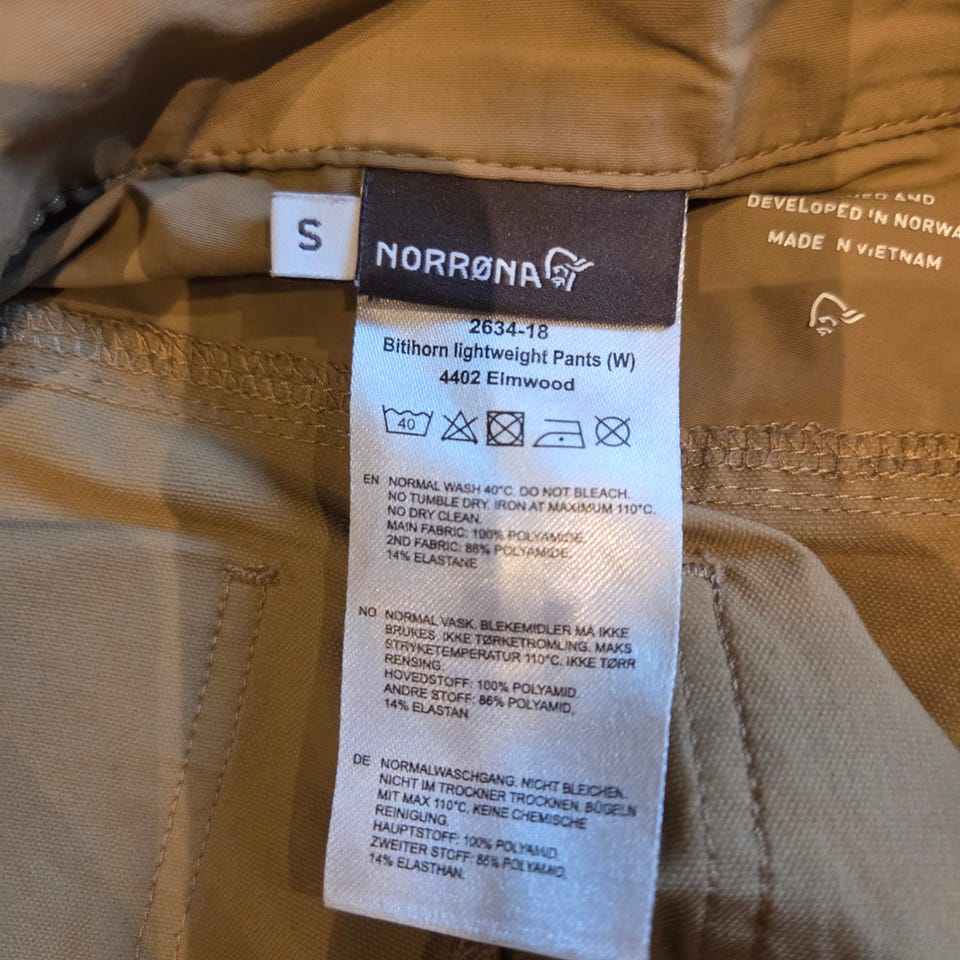 S
NORRØNA
2634-18
Bitihorn lightweight Pants (W)
4402 Elmwood
40
EN NORMAL WASH 40°C. DO NOT BLEACH.
NO TUMBLE DRY. IRON AT MAXIMUM 110°C.
NO DRY CLEAN.
MAIN FABRIC: 100% POLYAMIDE
2ND FABRIC: 86% POLYAMIDE,
14% ELASTANE
NO NORMAL VASK. BLEKEMIDLER MÅ IKKE
BRUKES. IKKE TØRKETROMLING. MAKS
STRYKETEMPERATUR 110°C. IKKE TØRR
RENSING.
HOVEDSTOFF: 100% POLYAMID.
ANDRE STOFF: 86% POLYAMID,
14% ELASTAN
DE NORMALWASCHGANG. NICHT BLEICHEN.
NICHT IM TROCKNER TROCKNEN. BÜGELN
MIT MAX 110°C. KEINE CHEMISCHE
REINIGUNG.
HAUPTSTOFF: 100% POLYAMID.
ZWEITER STOFF: 86% POLYAMID,
14% ELASTHAN.
AND
DEVELOPED IN NORWA
MADE IN VIETNAM